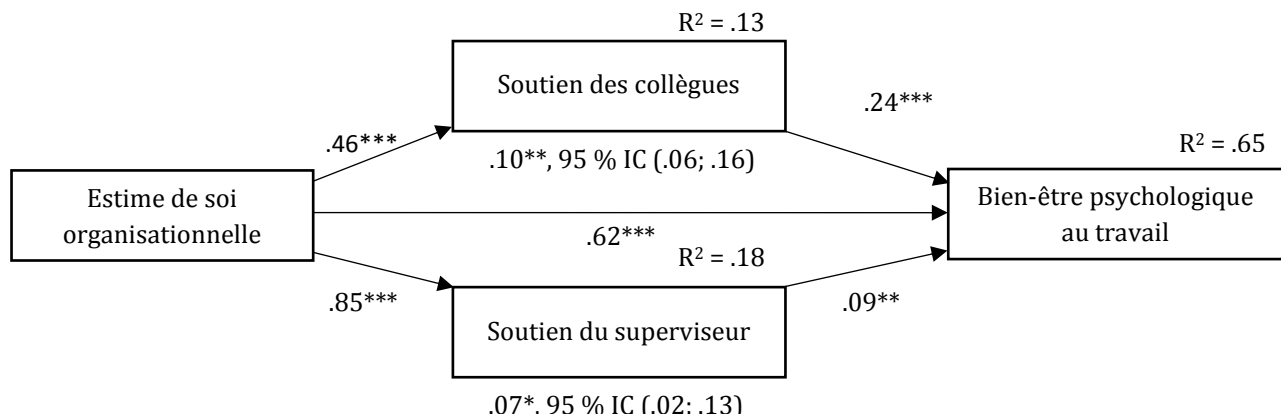 R² = .13
Soutien des collègues
.24***
.46***
R² = .65
.10**, 95 % IC (.06; .16)
Estime de soi
organisationnelle
Bien-être psychologique
au travail
.62***
R² = .18
.85***
.09**
Soutien du superviseur
.07*, 95 % IC (.02; .13)